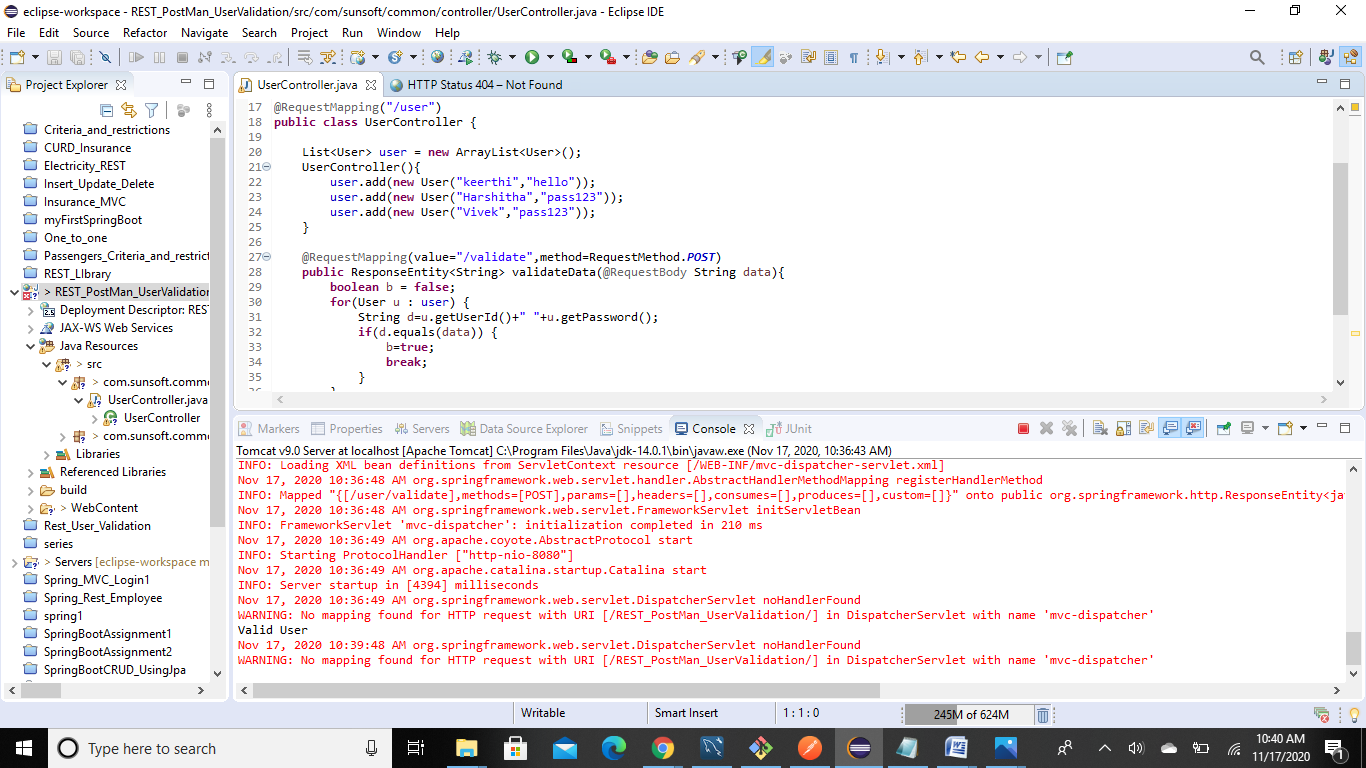 eclipse-workspace - REST_PostMan_UserValidation/src/com/sunsoft/common/controller/UserController.java - Eclipse IDE
File Edit Source Refactor Navigate Search Project Run Window Help
Project Explorer
Criteria_and_restrictions
CURD_Insurance
Electricity_REST
Insert_Update_Delete
Insurance_MVC
myFirstSpringBoot
One_to_one
Passengers_Criteria_and_restrict
REST_LIbrary
> REST_PostMan_UserValidation
Deployment Descriptor: RES
JAX-WS Web Services
Java Resources
> src
> com.sunsoft.commo
UserController.java
UserController
> com.sunsoft.commo
Libraries
Referenced Libraries
build
> WebContent
Rest_User_Validation
series
> Servers [eclipse-workspace m
Spring_MVC_Login1
Spring_Rest_Employee
spring1
SpringBootAssignment1
SpringBootAssignment2
SpringBootCRUD_UsingJpa
UserController.java HTTP Status 404 – Not Found
17 @RequestMapping("/user")
18 public class UserController {
19
20 List<User> user = new ArrayList<User>();
21 UserController(){
22 user.add(new User("keerthi","hello"));
23 user.add(new User("Harshitha","pass123"));
24 user.add(new User("Vivek","pass123"));
25 }
26
27 @RequestMapping(value="/validate",method=RequestMethod.POST)
28 public ResponseEntity<String> validateData(@RequestBody String data){
29 boolean b = false;
30 for(User u : user) {
31 String d=u.getUserId()+" "+u.getPassword();
32 if(d.equals(data)) {
33 b=true;
34 break;
35 }
Markers Properties Servers Data Source Explorer Snippets Console JUnit
Tomcat v9.0 Server at localhost [Apache Tomcat] C:\Program Files\Java\jdk-14.0.1\bin\javaw.exe (Nov 17, 2020, 10:36:43 AM)
INFO: Loading XML bean definitions from ServletContext resource [/WEB-INF/mvc-dispatcher-servlet.xml]
Nov 17, 2020 10:36:48 AM org.springframework.web.servlet.handler.AbstractHandlerMethodMapping registerHandlerMethod
INFO: Mapped "{[/user/validate],methods=[POST],params=[],headers=[],consumes=[],produces=[],custom=[]}" onto public org.springframework.http.ResponseEntity<ja
Nov 17, 2020 10:36:48 AM org.springframework.web.servlet.FrameworkServlet initServletBean
INFO: FrameworkServlet 'mvc-dispatcher': initialization completed in 210 ms
Nov 17, 2020 10:36:49 AM org.apache.coyote.AbstractProtocol start
INFO: Starting ProtocolHandler ["http-nio-8080"]
Nov 17, 2020 10:36:49 AM org.apache.catalina.startup.Catalina start
INFO: Server startup in [4394] milliseconds
Nov 17, 2020 10:36:49 AM org.springframework.web.servlet.DispatcherServlet noHandlerFound
WARNING: No mapping found for HTTP request with URI [/REST_PostMan_UserValidation/] in DispatcherServlet with name 'mvc-dispatcher'
Valid User
Nov 17, 2020 10:39:48 AM org.springframework.web.servlet.DispatcherServlet noHandlerFound
WARNING: No mapping found for HTTP request with URI [/REST_PostMan_UserValidation/] in DispatcherServlet with name 'mvc-dispatcher'
Writable Smart Insert 1 : 1 : 0 245M of 624M
Type here to search
10:40 AM
11/17/2020